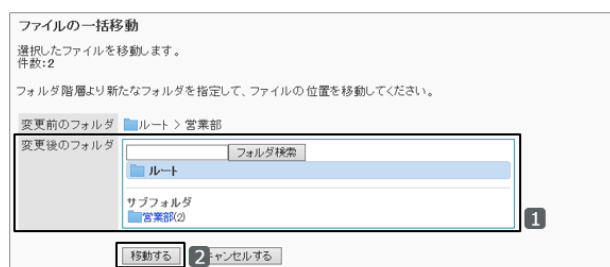 ファイルの一括移動
選択したファイルを移動します。
件数:2
フォルダ階層より新たなフォルダを指定して、ファイルの位置を移動してください。
変更前のフォルダ ルート > 営業部
変更後のフォルダ
フォルダ検索
ルート
サブフォルダ
営業部(2)
1
移動する 2 キャンセルする